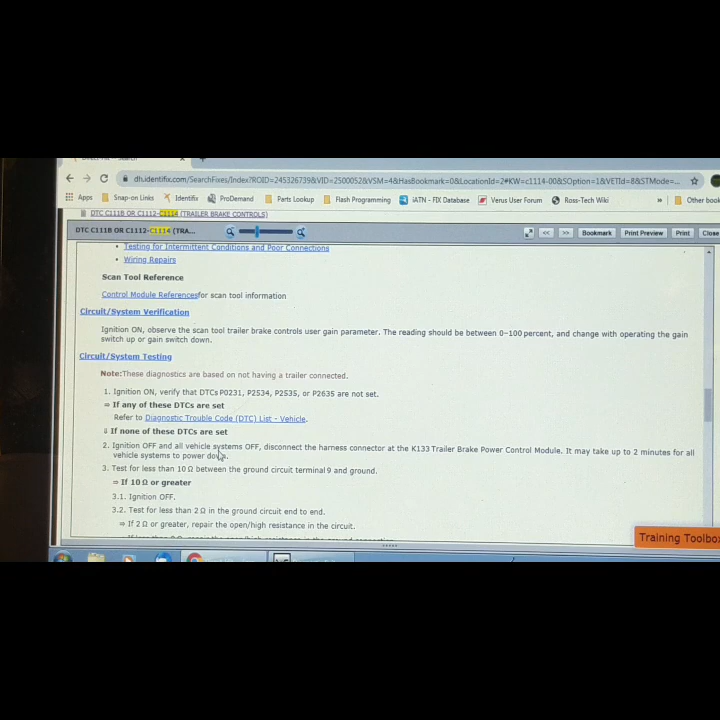 dh.identifix.com/SearchFixes/Index?ROID=245326739&VID=2500052&VSM=4&HasBookmark=0&LocationId=2#KW=c1114-00&SOption=1&VETId=8&STMode=...
Apps Snap-on Links Identifix ProDemand Parts Lookup Flash Programming iATN - FIX Database Verus User Forum Ross-Tech Wiki » Other book
DTC C111B OR C1112-C1114 (TRAILER BRAKE CONTROLS)
DTC C111B OR C1112-C1114 (TRA... << >> Bookmark Print Preview Print Close
• Testing for Intermittent Conditions and Poor Connections
• Wiring Repairs
Scan Tool Reference
Control Module Referencesfor scan tool information
Circuit/System Verification
Ignition ON, observe the scan tool trailer brake controls user gain parameter. The reading should be between 0–100 percent, and change with operating the gain
switch up or gain switch down.
Circuit/System Testing
Note:These diagnostics are based on not having a trailer connected.
1. Ignition ON, verify that DTCs P0231, P2534, P2535, or P2635 are not set.
⇒ If any of these DTCs are set
Refer to Diagnostic Trouble Code (DTC) List - Vehicle.
⇓ If none of these DTCs are set
2. Ignition OFF and all vehicle systems OFF, disconnect the harness connector at the K133 Trailer Brake Power Control Module. It may take up to 2 minutes for all
vehicle systems to power down.
3. Test for less than 10 Ω between the ground circuit terminal 9 and ground.
⇒ If 10 Ω or greater
3.1. Ignition OFF.
3.2. Test for less than 2 Ω in the ground circuit end to end.
⇒ If 2 Ω or greater, repair the open/high resistance in the circuit.
Training Toolbo